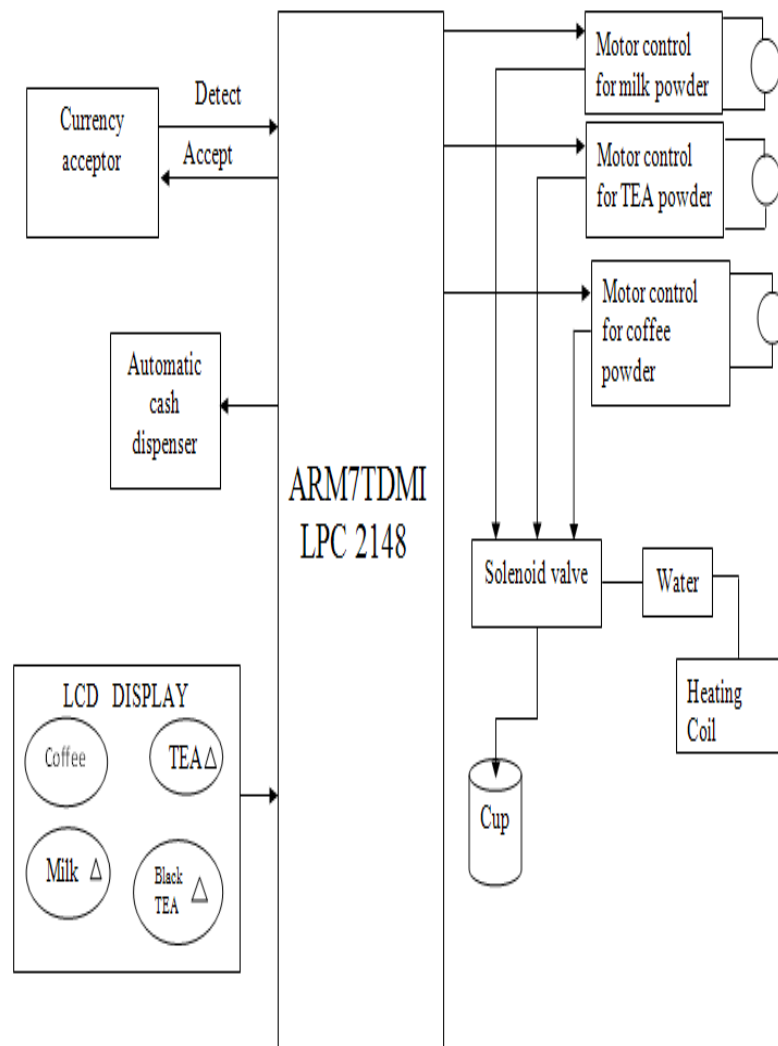 Currency
acceptor
Detect
Accept
Automatic
cash
dispenser
LCD DISPLAY
Coffee
TEA
Milk
Black
TEA
ARM7TDMI
LPC 2148
Motor control
for milk powder
Motor control
for TEA powder
Motor control
for coffee
powder
Solenoid valve
Water
Heating
Coil
Cup